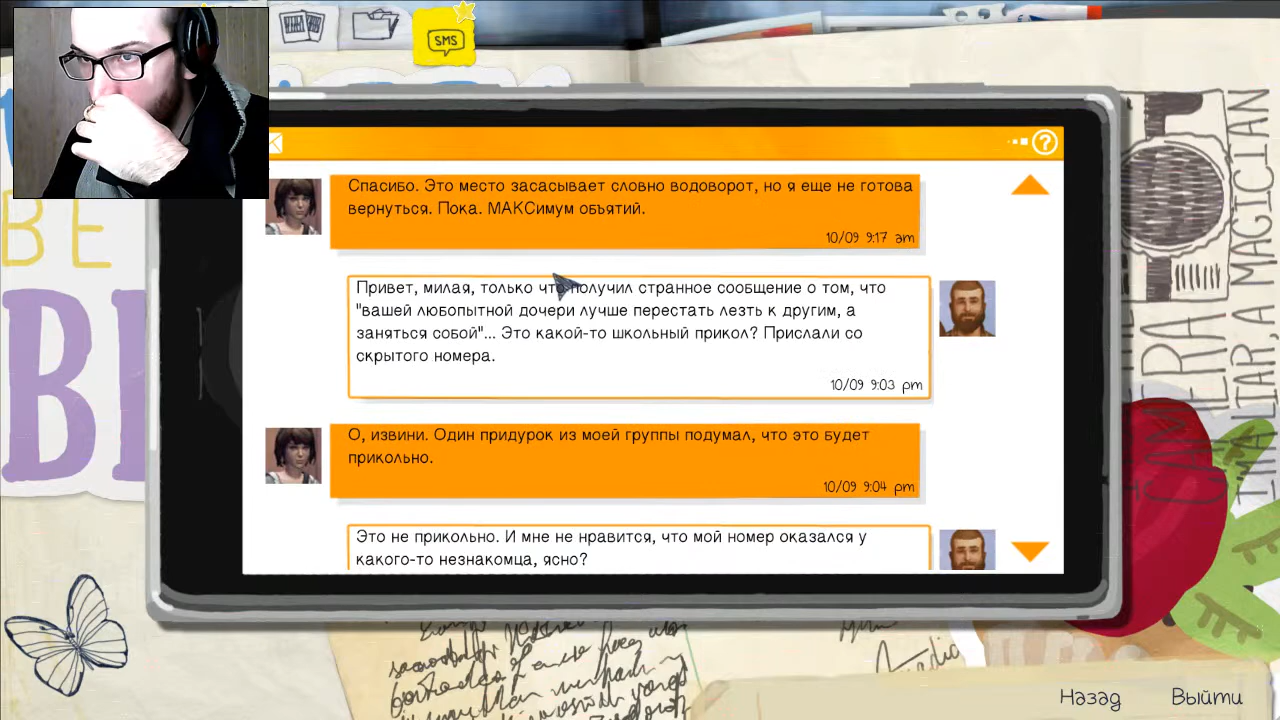 SMS
?
Спасибо. Это место засасывает словно водоворот, но я еще не готова
вернуться. Пока. МАКСимум объятий.
10/09 9:17 am
Привет, милая, только что получил странное сообщение о том, что
"вашей любопытной дочери лучше перестать лезть к другим, а
заняться собой"... Это какой-то школьный прикол? Прислали со
скрытого номера.
10/09 9:03 pm
О, извини. Один придурок из моей группы подумал, что это будет
прикольно.
10/09 9:04 pm
Это не прикольно. И мне не нравится, что мой номер оказался у
какого-то незнакомца, ясно?
BE
Назад Выйти
MAGICIAN